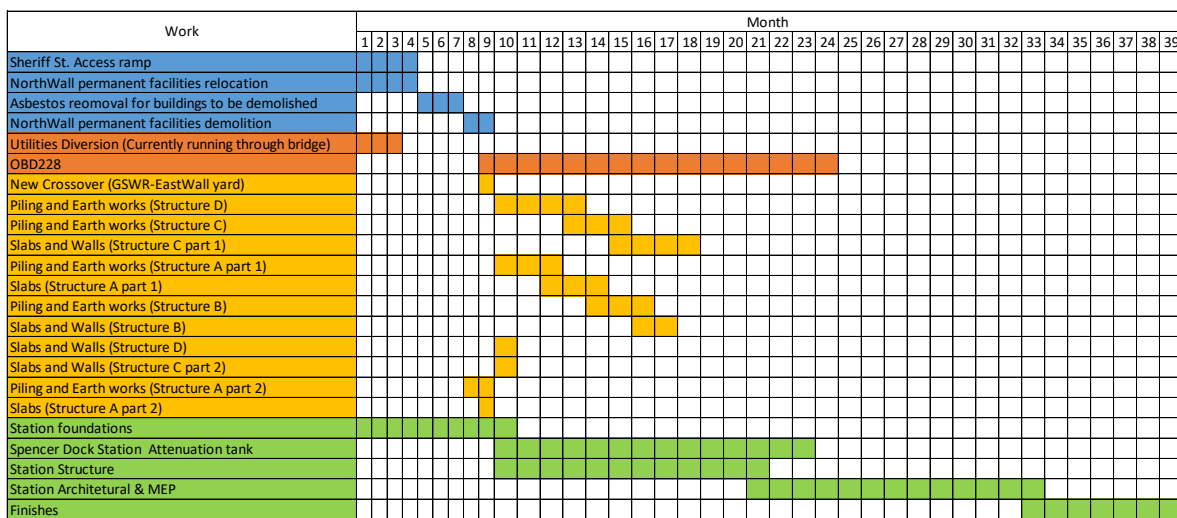 Work
Month
1 2 3 4 5 6 7 8 9 10 11 12 13 14 15 16 17 18 19 20 21 22 23 24 25 26 27 28 29 30 31 32 33 34 35 36 37 38 39
Sheriff St. Access ramp
NorthWall permanent facilities relocation
Asbestos reomoval for buildings to be demolished
NorthWall permanent facilities demolition
Utilities Diversion (Currently running through bridge)
OBD228
New Crossover (GSWR-EastWall yard)
Piling and Earth works (Structure D)
Piling and Earth works (Structure C)
Slabs and Walls (Structure C part 1)
Piling and Earth works (Structure A part 1)
Slabs (Structure A part 1)
Piling and Earth works (Structure B)
Slabs and Walls (Structure B)
Slabs and Walls (Structure D)
Slabs and Walls (Structure C part 2)
Piling and Earth works (Structure A part 2)
Slabs (Structure A part 2)
Station foundations
Spencer Dock Station Attenuation tank
Station Structure
Station Architetural & MEP
Finishes